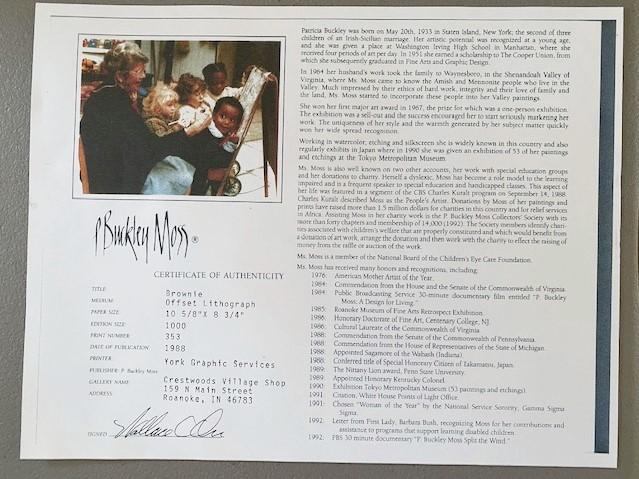 P Buckley Moss ®
CERTIFICATE OF AUTHENTICITY
TITLE Brownie
MEDIUM Offset Lithograph
PAPER SIZE 10 5/8"X 8 3/4"
EDITION SIZE 1000
PRINT NUMBER 353
DATE OF PUBLICATION 1988
PRINTER York Graphic Services
PUBLISHER: P. Buckley Moss
GALLERY NAME Crestwoods Village Shop
ADDRESS 159 N Main Street
Roanoke, IN 46783
SIGNED
Patricia Buckley was born on May 20th, 1933 in Staten Island, New York; the second of three
children of an Irish-Sicilian marriage. Her artistic potential was recognized at a young age,
and she was given a place at Washington Irving High School in Manhattan, where she
received four periods of art per day. In 1951 she earned a scholarship to The Cooper Union, from
which she subsequently graduated in Fine Arts and Graphic Design.
In 1964 her husband's work took the family to Waynesboro, in the Shenandoah Valley of
Virginia, where Ms. Moss came to know the Amish and Mennonite people who live in the
Valley. Much impressed by their ethics of hard work, integrity and their love of family and
the land, Ms. Moss started to incorporate these people into her Valley paintings.
She won her first major art award in 1967, the prize for which was a one-person exhibition.
The exhibition was a sell-out and the success encouraged her to start seriously marketing her
work. The uniqueness of her style and the warmth generated by her subject matter quickly
won her wide spread recognition.
Working in watercolor, etching and silkscreen she is widely known in this country and also
regularly exhibits in Japan where in 1990 she was given an exhibition of 53 of her paintings
and etchings at the Tokyo Metropolitan Museum.
Ms. Moss is also well known on two other accounts, her work with special education groups
and her donations to charity. Herself a dyslexic, Moss has become a role model to the learning
impaired and is a frequent speaker to special education and handicapped classes. This aspect of
her life was featured in a segment of the CBS Charles Kuralt program on September 14, 1988.
Charles Kuralt described Moss as the People's Artist. Donations by Moss of her paintings and
prints have raised more than 1.5 million dollars for charities in this country and for relief services
in Africa. Assisting Moss in her charity work is the P. Buckley Moss Collectors' Society with its
more than forty chapters and membership of 14,000 (1992). The Society members identify chari-
ties associated with children's welfare that are properly constituted and which would benefit from
a donation of art work, arrange the donation and then work with the charity to effect the raising of
money from the raffle or auction of the work.
Ms. Moss is a member of the National Board of the Children's Eye Care Foundation.
Ms. Moss has received many honors and recognitions, including:
1976: American Mother Artist of the Year.
1984: Commendation from the House and the Senate of the Commonwealth of Virginia.
1984: Public Broadcasting Service 30-minute documentary film entitled "P. Buckley
Moss: A Design for Living."
1985: Roanoke Museum of Fine Arts Retrospect Exhibition.
1986: Honorary Doctorate of Fine Art, Centenary College, NJ.
1986: Cultural Laureate of the Commonwealth of Virginia.
1988: Commendation from the Senate of the Commonwealth of Pennsylvania.
1988: Commendation from the House of Representatives of the State of Michigan.
1988: Appointed Sagamore of the Wabash (Indiana)
1988: Conferred title of Special Honorary Citizen of Takamatsu, Japan.
1989: The Nittany Lion award, Penn State University.
1989: Appointed Honorary Kentucky Colonel.
1990: Exhibition Tokyo Metropolitan Museum (53 paintings and etchings).
1991: Citation, White House Points of Light Office.
1991: Chosen "Woman of the Year" by the National Service Sorority, Gamma Sigma
Sigma.
1992: Letter from First Lady, Barbara Bush, recognizing Moss for her contributions and
assistance to programs that support learning disabled children.
1992: PBS 30 minute documentary "P. Buckley Moss Split the Wind."